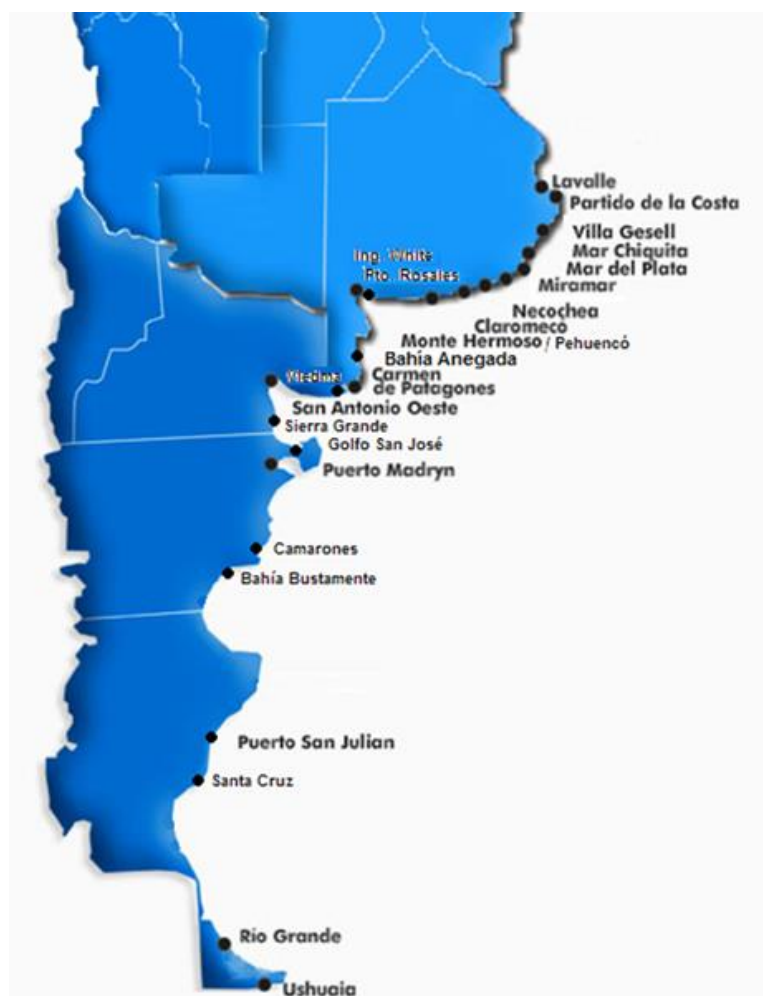 Lavalle
Partido de la Costa
Villa Gesell
Mar Chiquita
Ing. White
Mar del Plata
Pto. Rosales
Miramar
Necochea
Claromecó
Monte Hermoso / Pehuencó
Bahía Anegada
Viedma
Carmen
de Patagones
San Antonio Oeste
Sierra Grande
Golfo San José
Puerto Madryn
Camarones
Bahía Bustamente
Puerto San Julian
Santa Cruz
Río Grande
Ushuaia